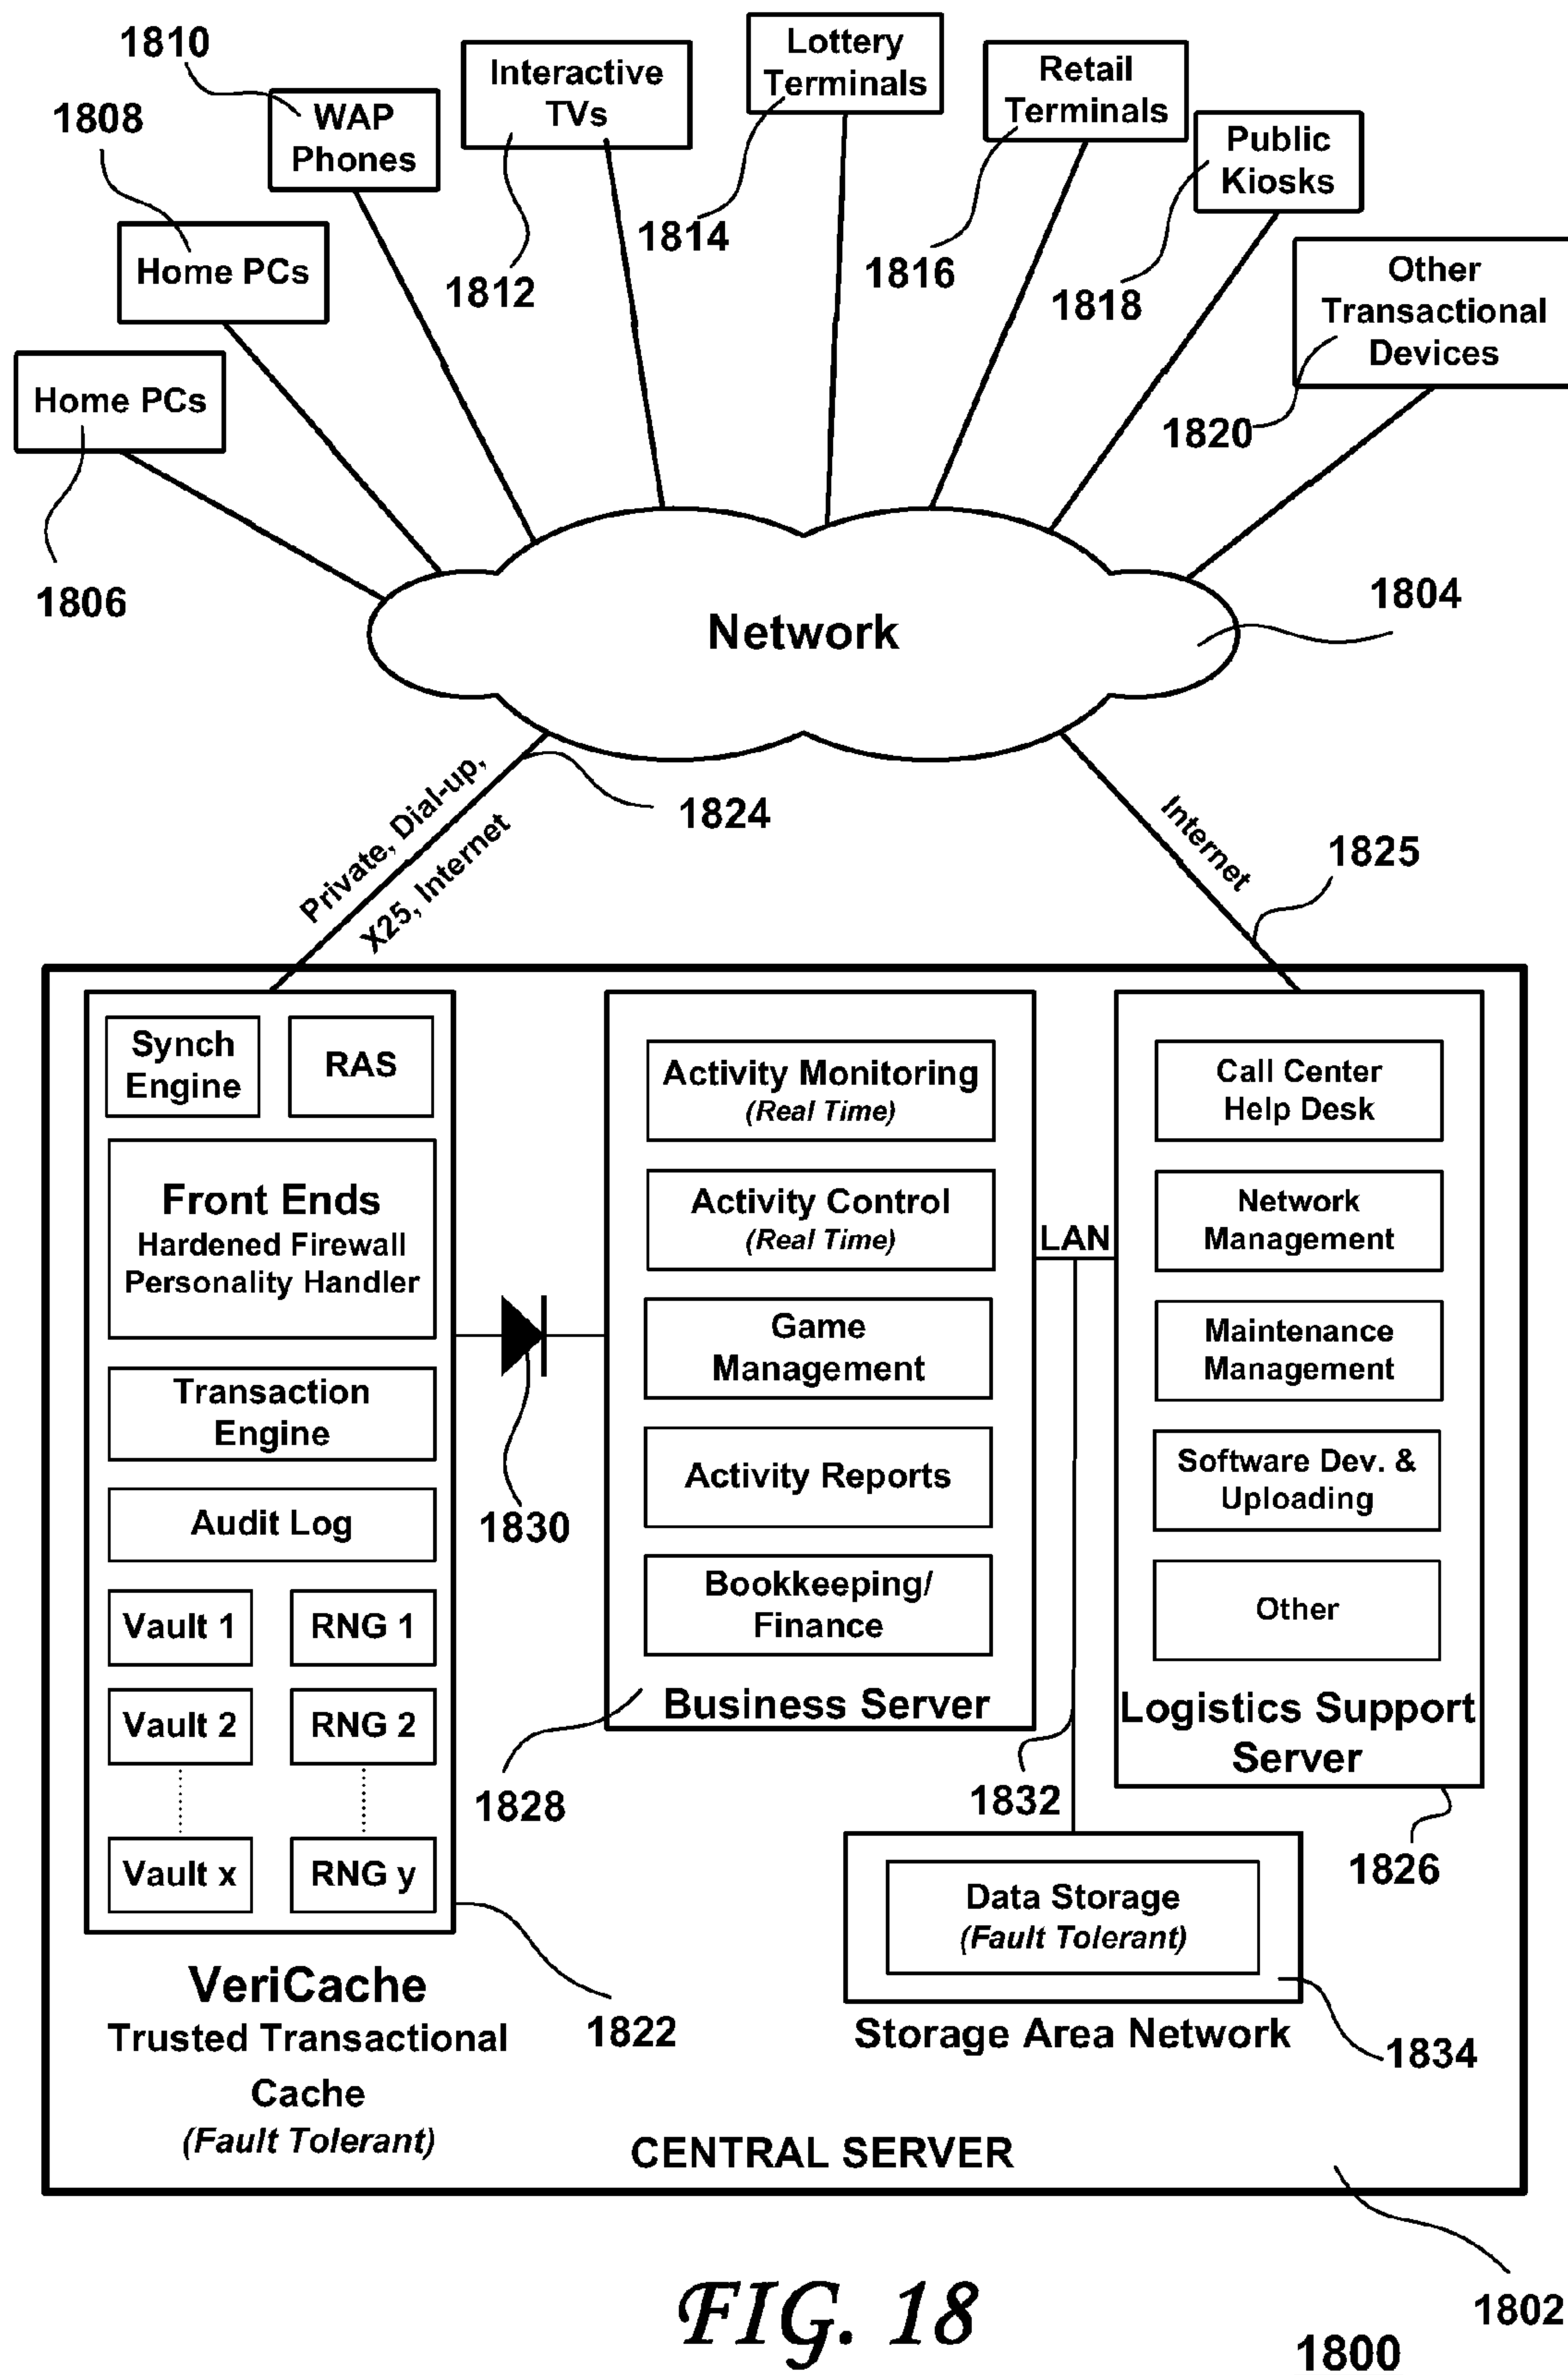 1810
WAP
Phones
1808
Home PCs
Home PCs
1806
Interactive
TVs
1812
Lottery
Terminals
1814
Retail
Terminals
1816
Public
Kiosks
1818
Other
Transactional
Devices
1820
Network
1804
Private, Dial-up,
X25, Internet
1824
Internet
1825
Synch
Engine
RAS
Front Ends
Hardened Firewall
Personality Handler
Transaction
Engine
Audit Log
Vault 1
RNG 1
Vault 2
RNG 2
Vault x
RNG y
VeriCache
Trusted Transactional
Cache
(Fault Tolerant)
1822
1830
Activity Monitoring
(Real Time)
Activity Control
(Real Time)
Game
Management
Activity Reports
Bookkeeping/
Finance
Business Server
1828
LAN
1832
Call Center
Help Desk
Network
Management
Maintenance
Management
Software Dev. &
Uploading
Other
Logistics Support
Server
1826
Data Storage
(Fault Tolerant)
Storage Area Network
1834
CENTRAL SERVER
1802
FIG. 18
1800